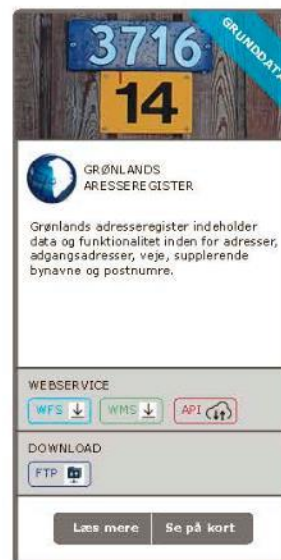 3716
14
GRUNDDATA
GRØNLANDS
ARESSEREGISTER
Grønlands adresseregister indeholder
data og funktionalitet inden for adresser,
adgangsadresser, veje, supplerende
bynavne og postnumre.
WEBSERVICE
WFS WMS API
DOWNLOAD
FTP
Læs mere Se på kort